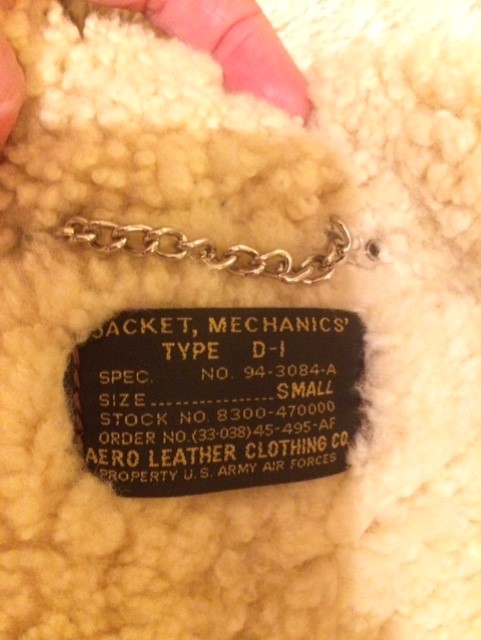 JACKET, MECHANICS'
TYPE D-1
SPEC. NO. 94-3084-A
SIZE................SMALL
STOCK NO. 8300-470000
ORDER NO.(33-038)45-495-AF
AERO LEATHER CLOTHING CO.
PROPERTY U.S. ARMY AIR FORCES